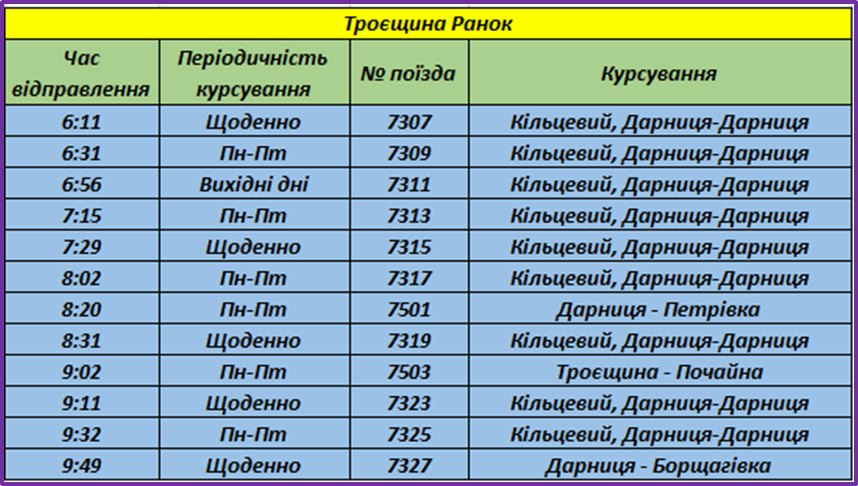 Троєщина Ранок
Час відправлення Періодичність курсування № поїзда Курсування
6:11 Щоденно 7307 Кільцевий, Дарниця-Дарниця
6:31 Пн-Пт 7309 Кільцевий, Дарниця-Дарниця
6:56 Вихідні дні 7311 Кільцевий, Дарниця-Дарниця
7:15 Пн-Пт 7313 Кільцевий, Дарниця-Дарниця
7:29 Щоденно 7315 Кільцевий, Дарниця-Дарниця
8:02 Пн-Пт 7317 Кільцевий, Дарниця-Дарниця
8:20 Пн-Пт 7501 Дарниця - Петрівка
8:31 Щоденно 7319 Кільцевий, Дарниця-Дарниця
9:02 Пн-Пт 7503 Троєщина - Почайна
9:11 Щоденно 7323 Кільцевий, Дарниця-Дарниця
9:32 Пн-Пт 7325 Кільцевий, Дарниця-Дарниця
9:49 Щоденно 7327 Дарниця - Борщагівка